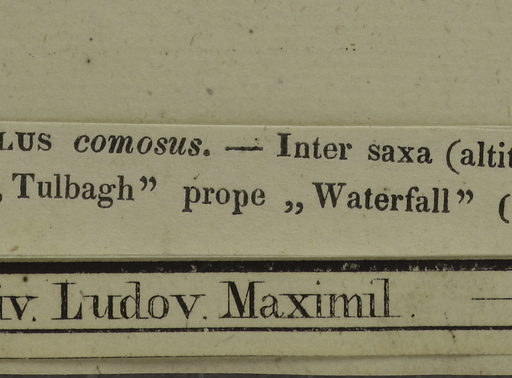 LUS comosus. — Inter saxa (altit
, Tulbagh” prope „Waterfall” (
iv. Ludov. Maximil.